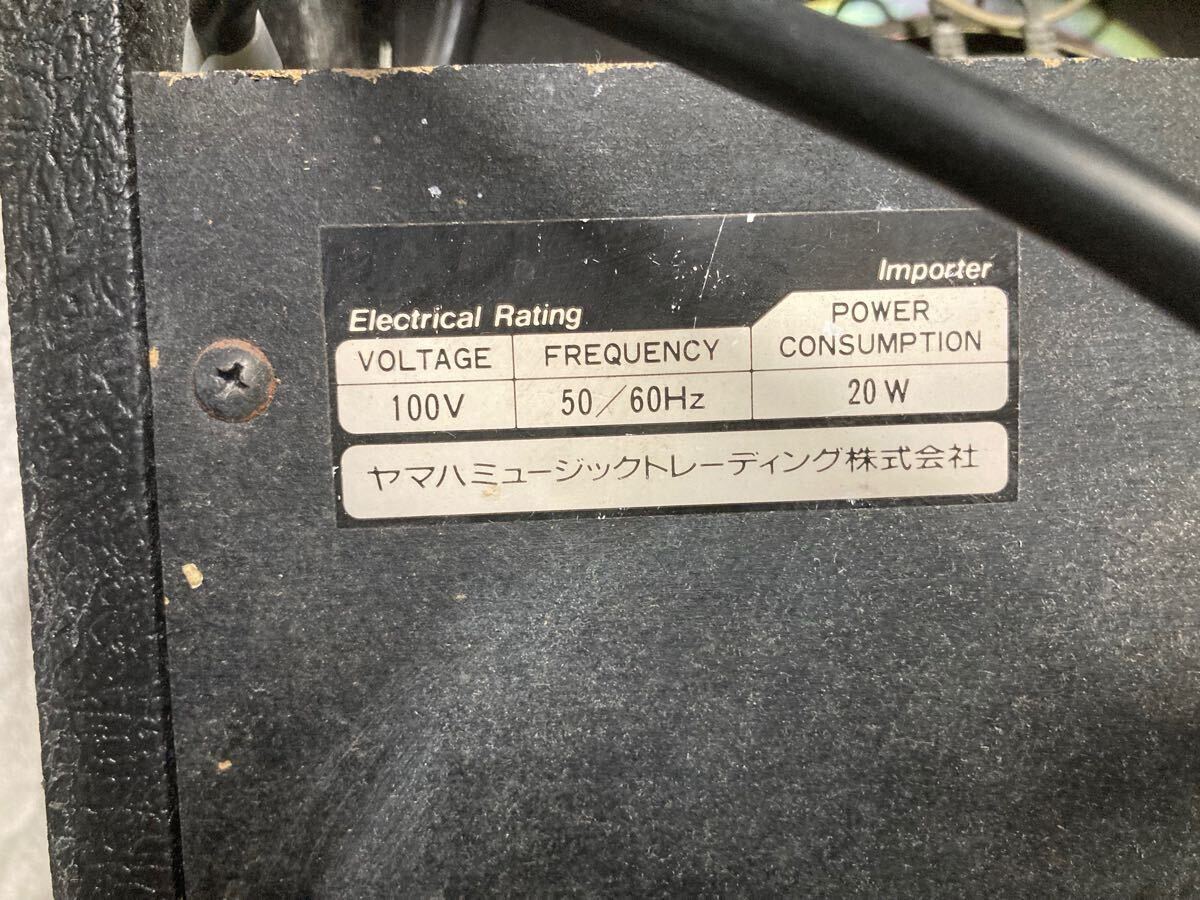 Importer
Electrical Rating
VOLTAGE FREQUENCY POWER CONSUMPTION
100V 50/60Hz 20W
ヤマハミュージックトレーディング株式会社